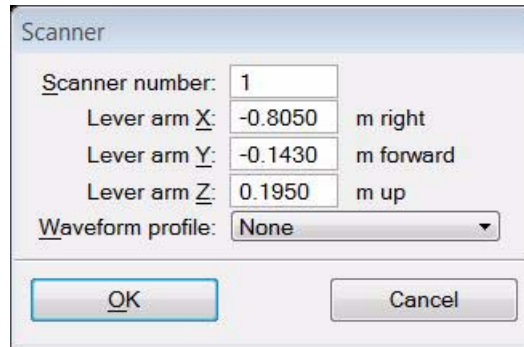 Scanner
Scanner number: 1
Lever arm X: -0.8050 m right
Lever arm Y: -0.1430 m forward
Lever arm Z: 0.1950 m up
Waveform profile: None
OK Cancel